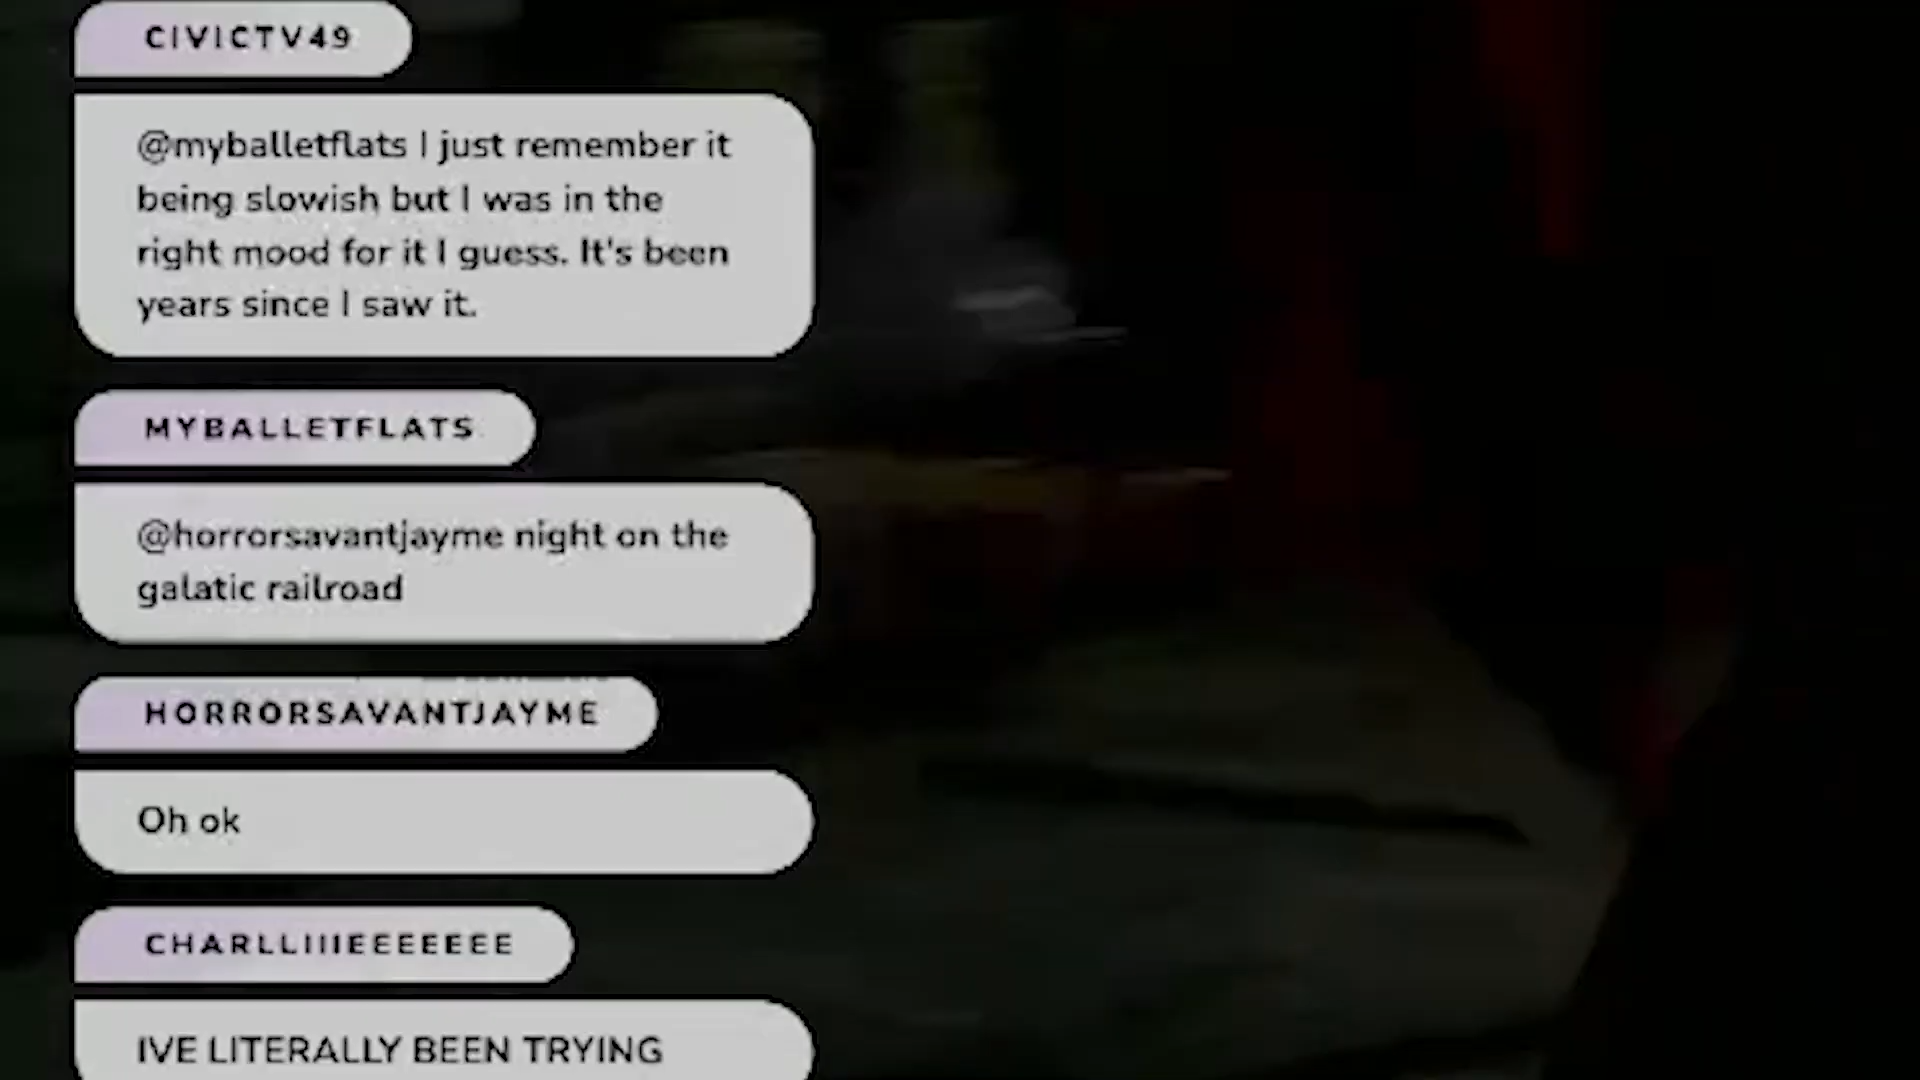 CIVICTV49
@myballetflats I just remember it
being slowish but I was in the
right mood for it I guess. It's been
years since I saw it.
MYBALLETFLATS
@horrorsavantjayme night on the
galatic railroad
HORRORSAVANTJAYME
Oh ok
CHARLLIIIEEEEEEE
IVE LITERALLY BEEN TRYING